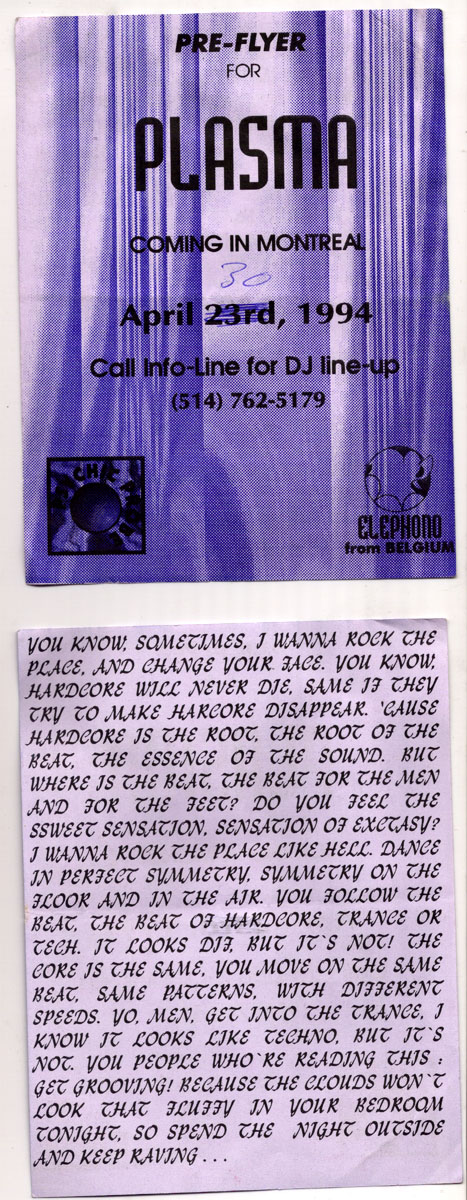 PRE-FLYER
FOR
PLASMA
COMING IN MONTREAL
30
April 23rd, 1994
Call Info-Line for DJ line-up
(514) 762-5179
CHIC
ELEPHONO
from BELGIUM
YOU KNOW, SOMETIMES, I WANNA ROCK THE
PLACE, AND CHANGE YOUR FACE. YOU KNOW,
HARDCORE WILL NEVER DIE, SAME IF THEY
TRY TO MAKE HARCORE DISAPPEAR. 'CAUSE
HARDCORE IS THE ROOT, THE ROOT OF THE
BEAT, THE ESSENCE OF THE SOUND. BUT
WHERE IS THE BEAT, THE BEAT FOR THE MEN
AND FOR THE FEET? DO YOU FEEL THE
SSWEET SENSATION, SENSATION OF EXCTASY?
I WANNA ROCK THE PLACE LIKE HELL. DANCE
IN PERFECT SYMMETRY, SYMMETRY ON THE
FLOOR AND IN THE AIR. YOU FOLLOW THE
BEAT, THE BEAT OF HARDCORE, TRANCE OR
TECH. IT LOOKS DIF, BUT IT`S NOT! THE
CORE IS THE SAME, YOU MOVE ON THE SAME
BEAT, SAME PATTERNS, WITH DIFFERENT
SPEEDS. YO, MEN, GET INTO THE TRANCE, I
KNOW IT LOOKS LIKE TECHNO, BUT IT`S
NOT. YOU PEOPLE WHO`RE READING THIS :
GET GROOVING! BECAUSE THE CLOUDS WON`T
LOOK THAT FLUFFY IN YOUR BEDROOM
TONIGHT, SO SPEND THE NIGHT OUTSIDE
AND KEEP RAVING . . .